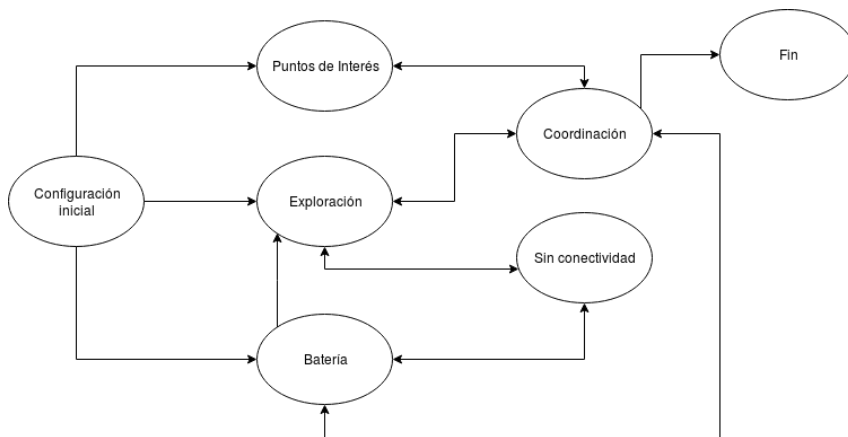 Puntos de Interés
Fin
Coordinación
Configuración
inicial
Exploración
Sin conectividad
Batería